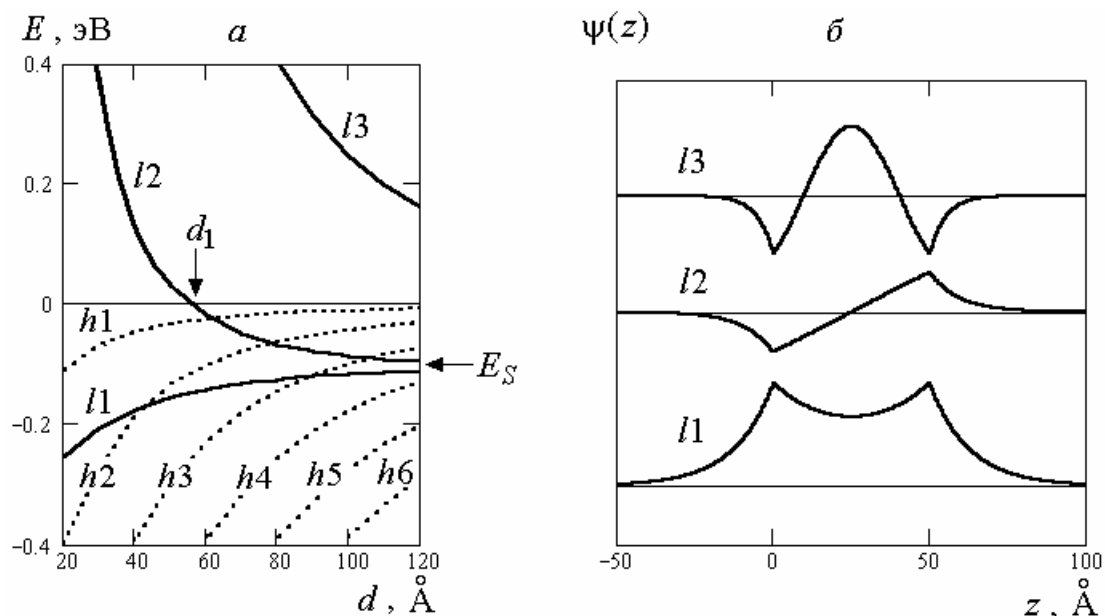 E , эВ а
0.4
0.2
0
−0.2
−0.4
20 40 60 80 100 120
d , Å
l2
l3
d1
h1
ES
l1
h2 h3 h4 h5 h6
ψ(z) б
l3
l2
l1
−50 0 50 100
z , Å